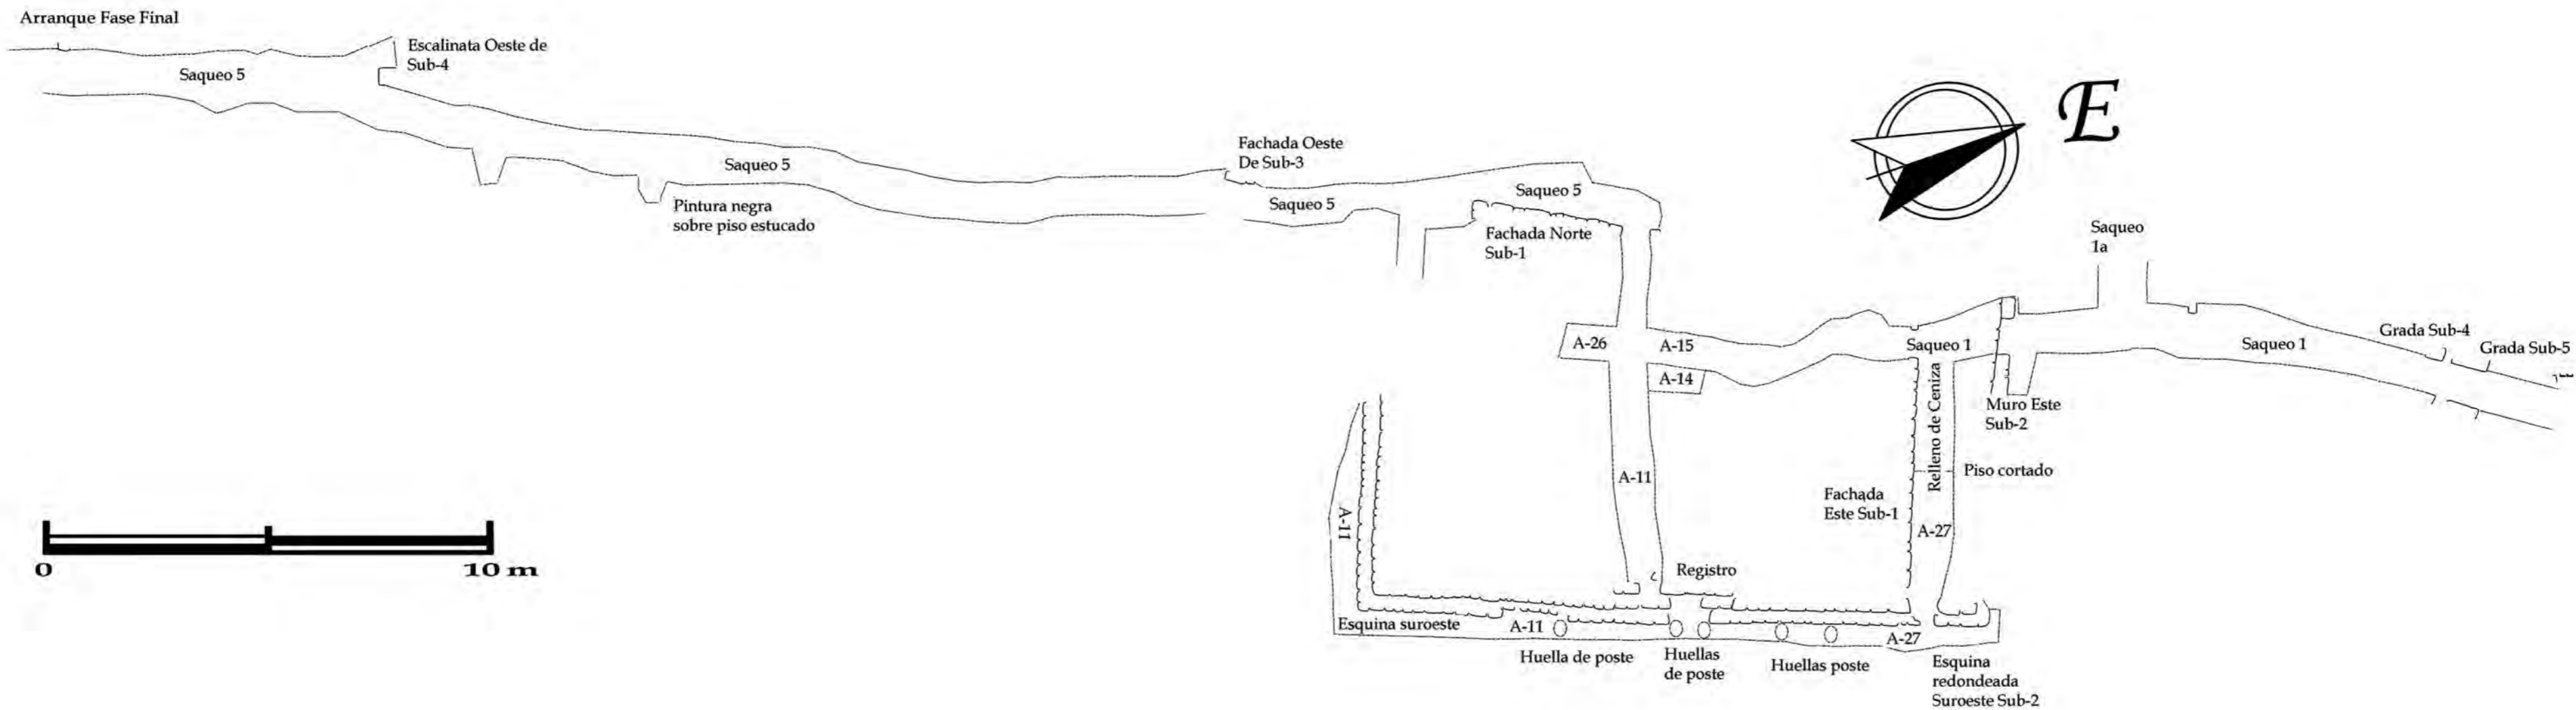 Arranque Fase Final
Escalinata Oeste de
Sub-4
Saqueo 5
Saqueo 5
Pintura negra
sobre piso estucado
Fachada Oeste
De Sub-3
Saqueo 5
Saqueo 5
Fachada Norte
Sub-1
E
Saqueo
1a
A-26
A-15
A-14
Saqueo 1
Saqueo 1
Grada Sub-4
Grada Sub-5
Relleno de Ceniza
Muro Este
Sub-2
Piso cortado
A-11
A-11
Fachada
Este Sub-1
A-27
0
10 m
Registro
Esquina suroeste
A-11
A-27
Huella de poste
Huellas
de poste
Huellas poste
Esquina
redondeada
Suroeste Sub-2